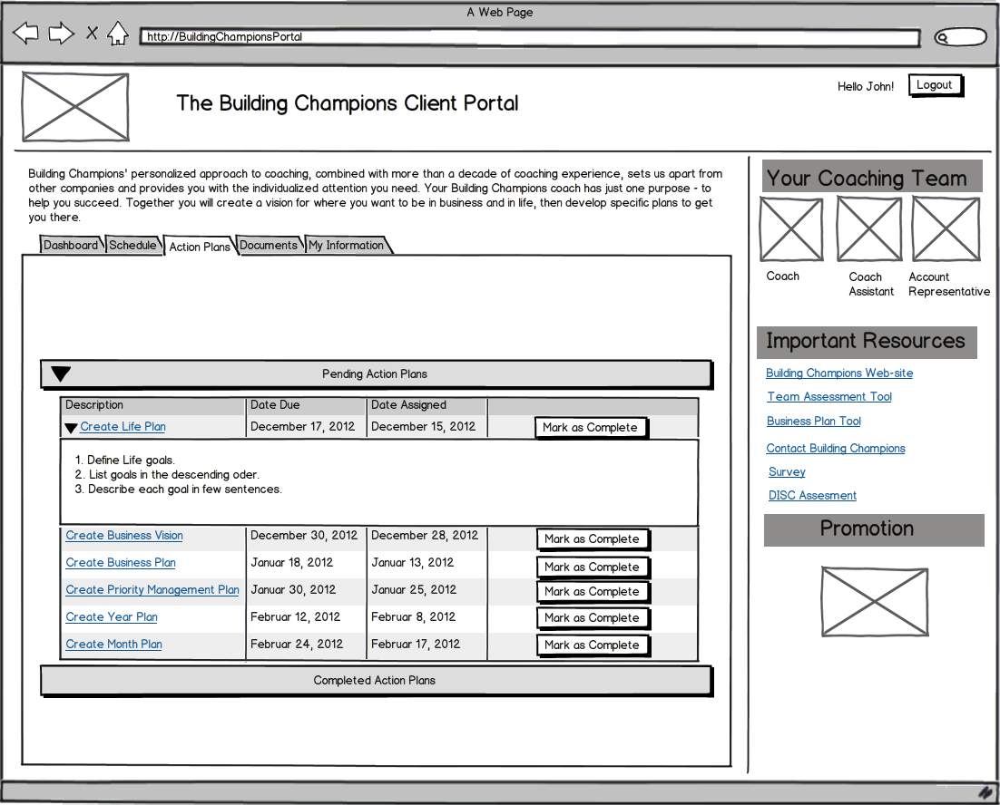 A Web Page
X
http://BuildingChampionsPortal
The Building Champions Client Portal
Hello John!
Logout
Building Champions' personalized approach to coaching, combined with more than a decade of coaching experience, sets us apart from
other companies and provides you with the individualized attention you need. Your Building Champions coach has just one purpose - to
help you succeed. Together you will create a vision for where you want to be in business and in life, then develop specific plans to get
you there.
Dashboard Schedule Action Plans Documents My Information
Pending Action Plans
Description Date Due Date Assigned
Create Life Plan December 17, 2012 December 15, 2012 Mark as Complete
1. Define Life goals.
2. List goals in the descending oder.
3. Describe each goal in few sentences.
Create Business Vision December 30, 2012 December 28, 2012 Mark as Complete
Create Business Plan Januar 18, 2012 Januar 13, 2012 Mark as Complete
Create Priority Management Plan Januar 30, 2012 Januar 25, 2012 Mark as Complete
Create Year Plan Februar 12, 2012 Februar 8, 2012 Mark as Complete
Create Month Plan Februar 24, 2012 Februar 17, 2012 Mark as Complete
Completed Action Plans
Your Coaching Team
Coach
Coach
Assistant
Account
Representative
Important Resources
Building Champions Web-site
Team Assessment Tool
Business Plan Tool
Contact Building Champions
Survey
DISC Assesment
Promotion